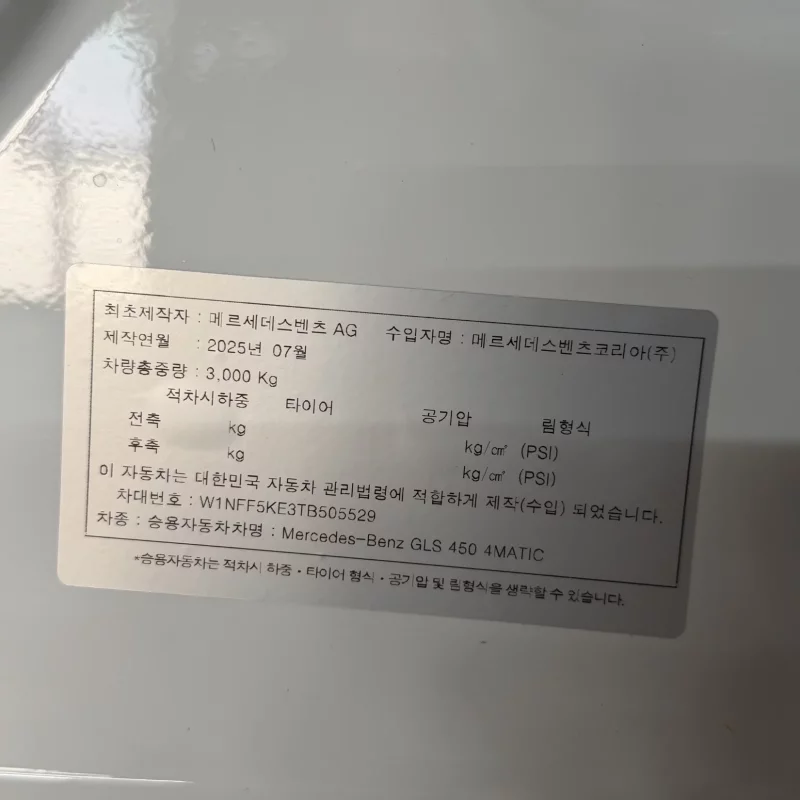 최초제작자 : 메르세데스벤츠 AG 수입자명 : 메르세데스벤츠코리아(주)
제작연월 : 2025년 07월
차량총중량 : 3,000 Kg
적차시하중 타이어 공기압 림형식
전축 kg kg/㎠ (PSI)
후축 kg kg/㎠ (PSI)
이 자동차는 대한민국 자동차 관리법령에 적합하게 제작(수입) 되었습니다.
차대번호 : W1NFF5KE3TB505529
차종 : 승용자동차차명 : Mercedes-Benz GLS 450 4MATIC
*승용자동차는 적차시 하중・타이어 형식・공기압 및 림형식을 생략할 수 있습니다.